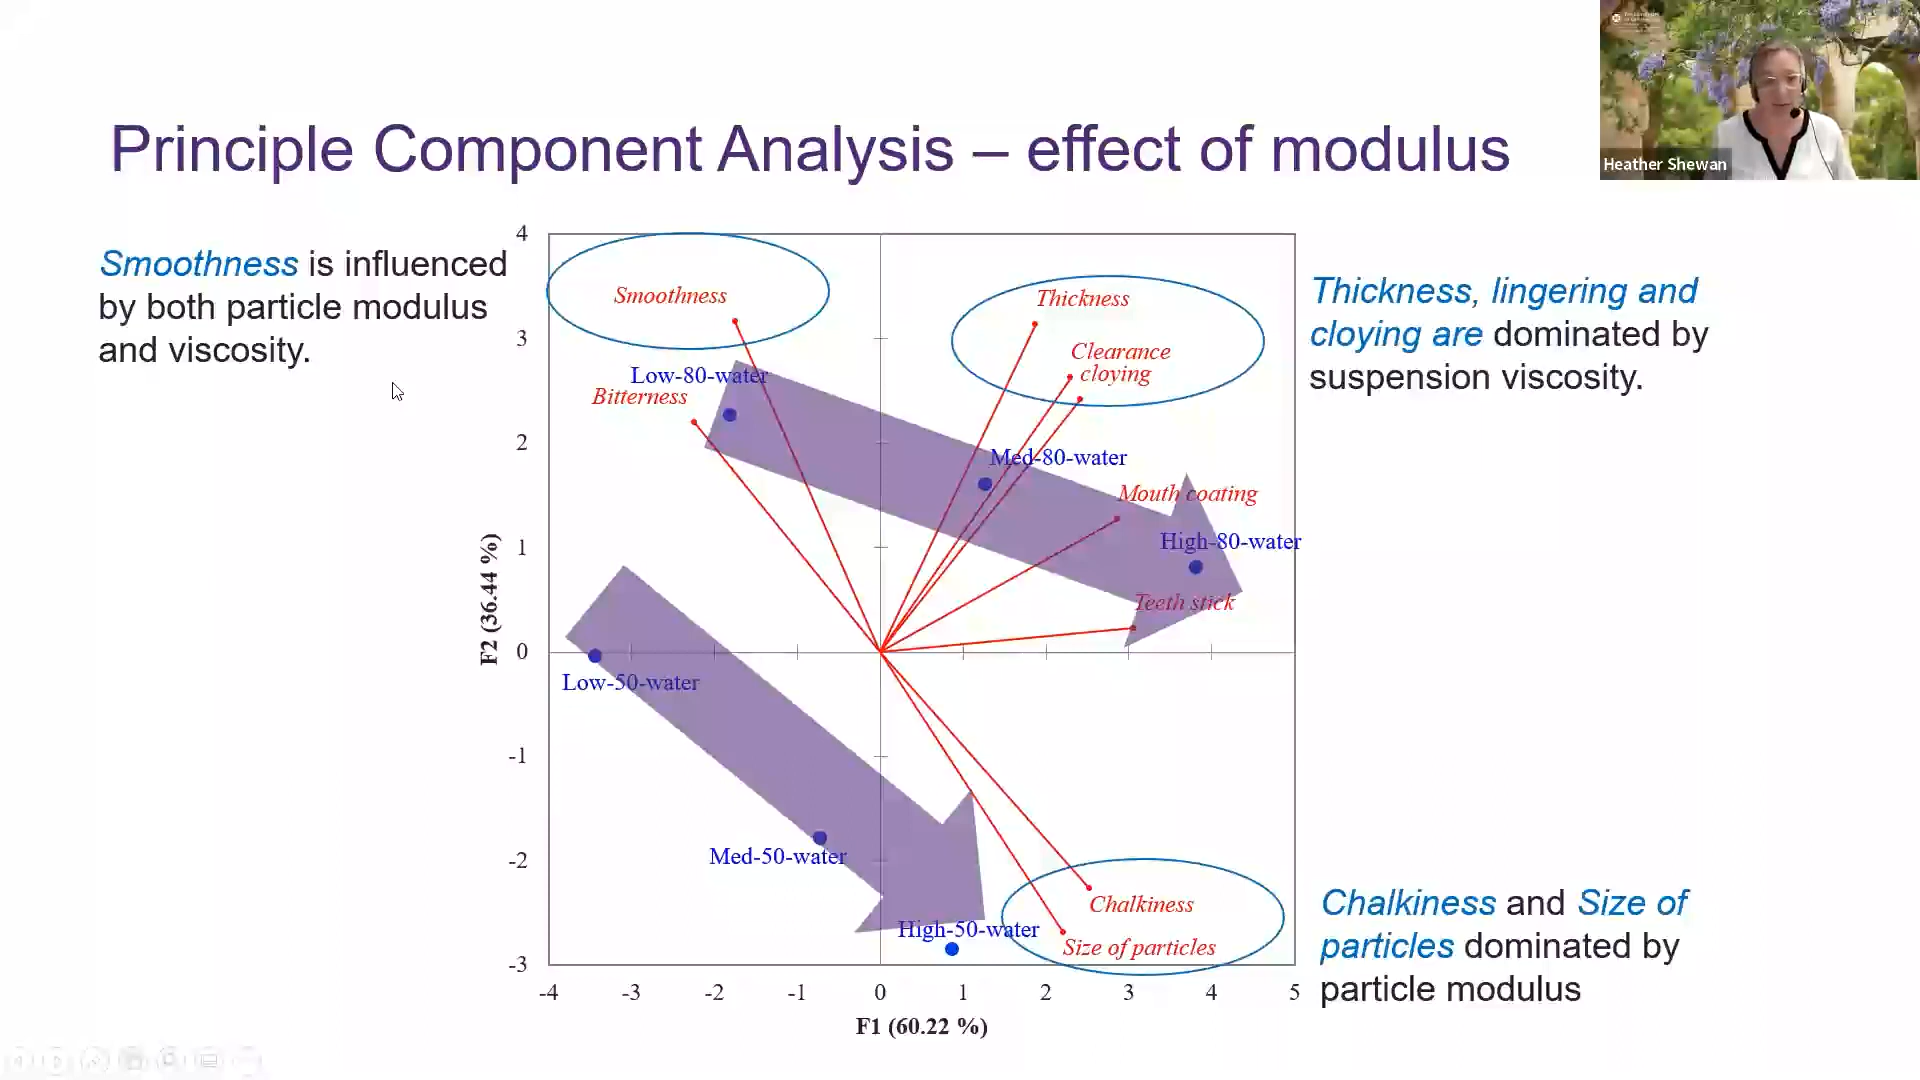 Principle Component Analysis – effect of modulus
Heather Shewan
Smoothness is influenced
by both particle modulus
and viscosity.
Thickness, lingering and
cloying are dominated by
suspension viscosity.
Chalkiness and Size of
particles dominated by
particle modulus
4
3
2
1
0
-1
-2
-3
F2 (36.44 %)
Smoothness
Thickness
Clearance
cloying
Low-80-water
Bitterness
Med-80-water
Mouth coating
High-80-water
Teeth stick
Low-50-water
Med-50-water
High-50-water
Chalkiness
Size of particles
-4 -3 -2 -1 0 1 2 3 4 5
F1 (60.22 %)